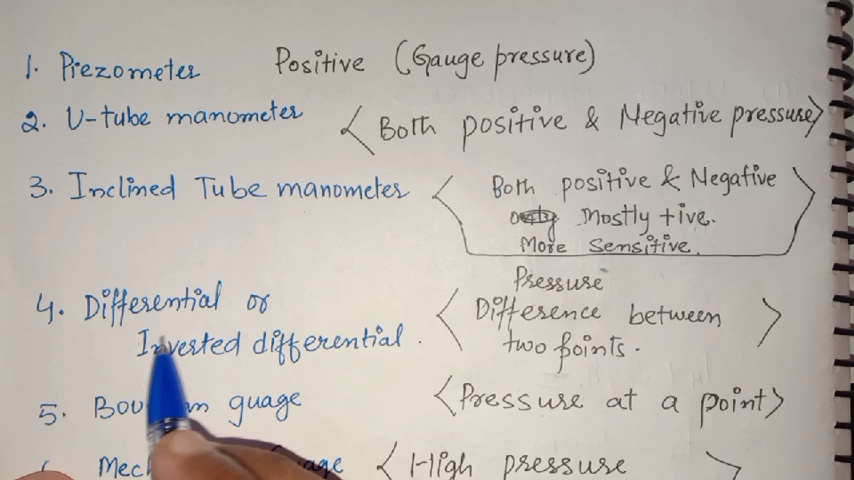 1. Piezometer Positive (Gauge pressure)
2. U-tube manometer < Both positive & Negative pressure >
3. Inclined Tube manometer < Both positive & Negative
Mostly +ive.
More Sensitive. >
4. Differential or
Inverted differential. < Pressure
Difference between
two points. >
5. guage < Pressure at a point >
< High pressure >